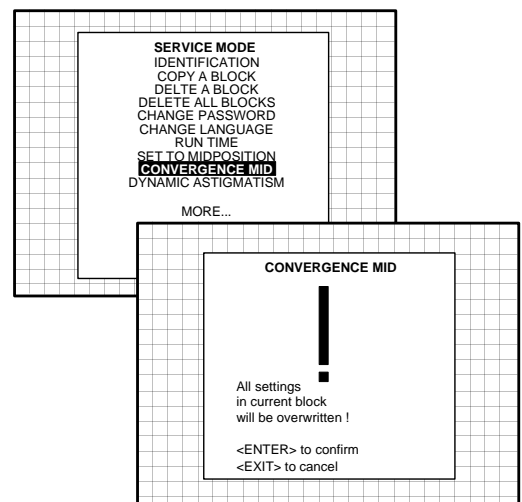 SERVICE MODE
IDENTIFICATION
COPY A BLOCK
DELTE A BLOCK
DELETE ALL BLOCKS
CHANGE PASSWORD
CHANGE LANGUAGE
RUN TIME
SET TO MIDPOSITION
CONVERGENCE MID
DYNAMIC ASTIGMATISM
MORE...
CONVERGENCE MID
!
All settings
in current block
will be overwritten !
<ENTER> to confirm
<EXIT> to cancel